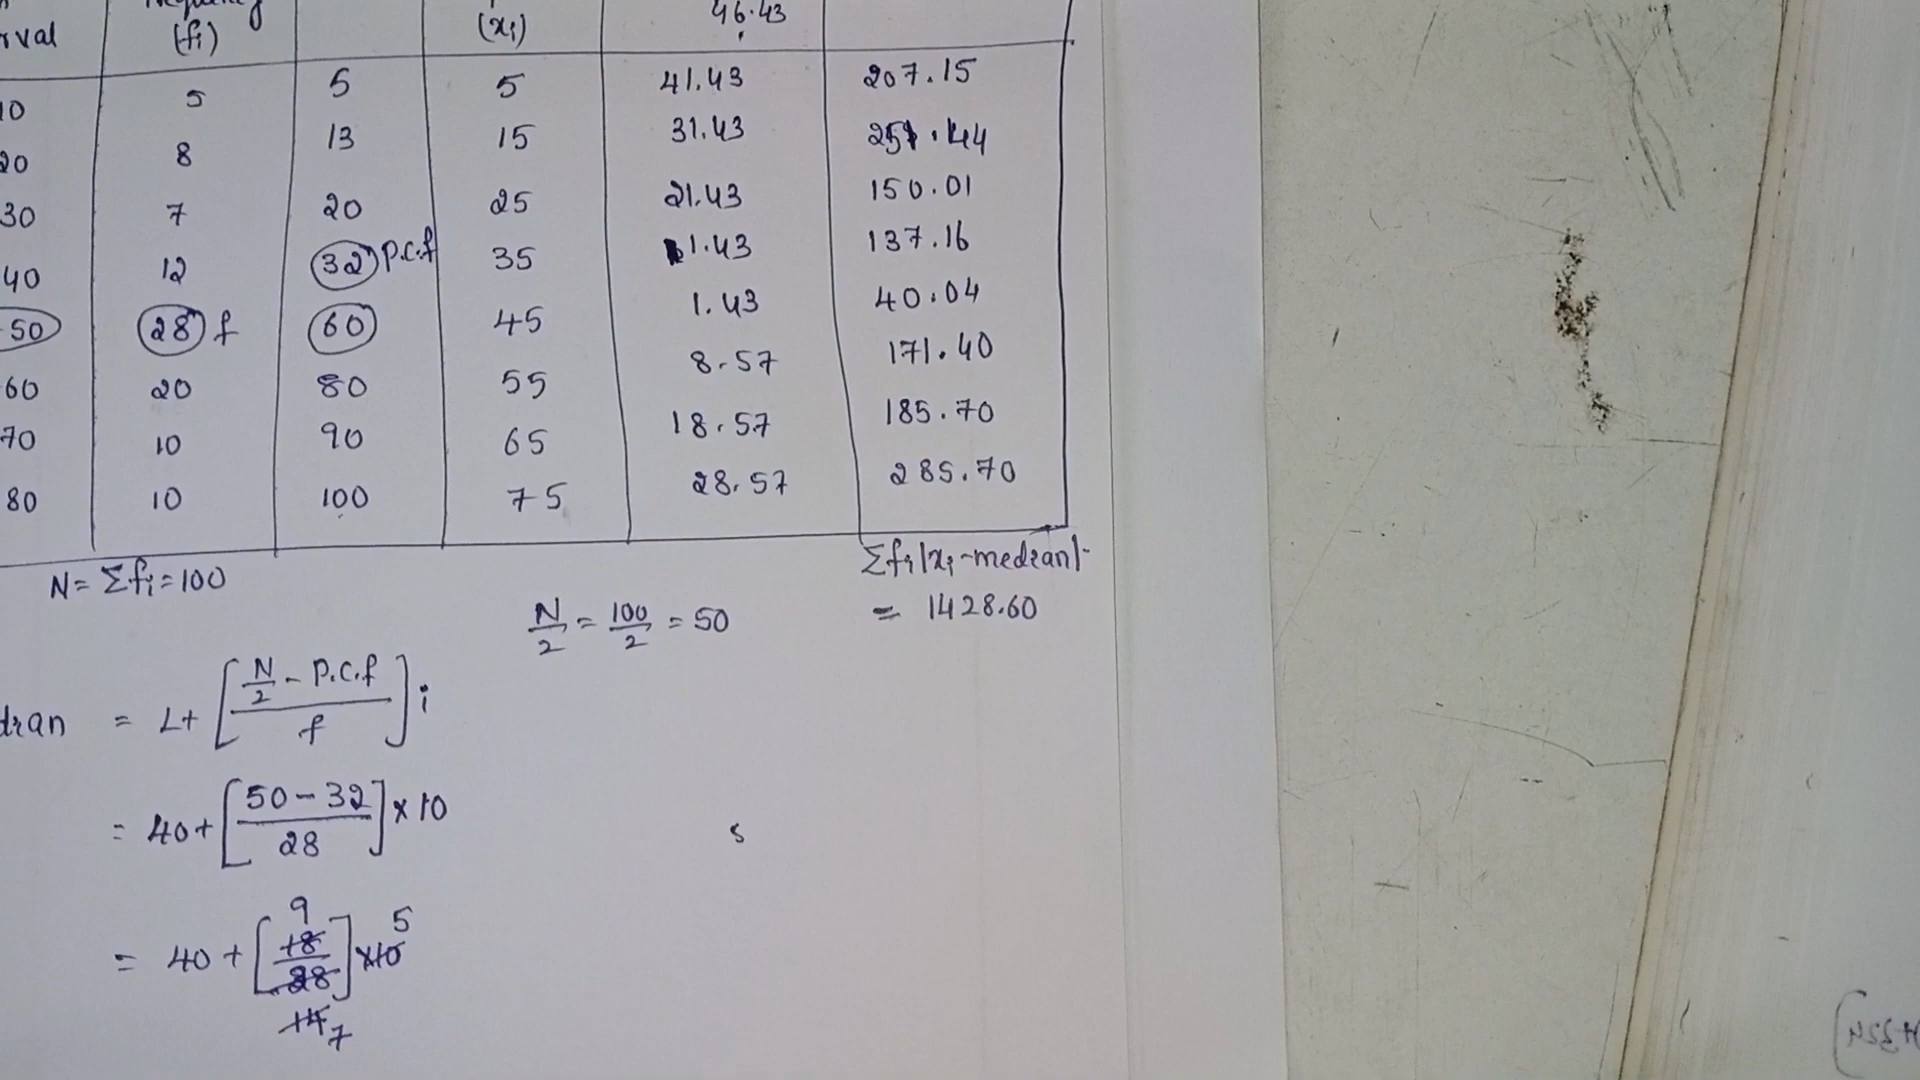 46.43
rval (fi) (xi)
10 5 5 5 41.43 207.15
20 8 13 15 31.43 251.44
30 7 20 25 21.43 150.01
40 12 32 P.C.f 35 11.43 137.16
-50 28 f 60 45 1.43 40.04
60 20 80 55 8.57 171.40
70 10 90 65 18.57 185.70
80 10 100 75 28.57 285.70
N = Σfi = 100
Σfi|xi-median|
= 1428.60
N/2 = 100/2 = 50
dian = L + [(N/2 - P.C.f)/f] i
= 40 + [(50 - 32)/28] × 10
s
= 40 + [18/28] × 10
9 5
14 7